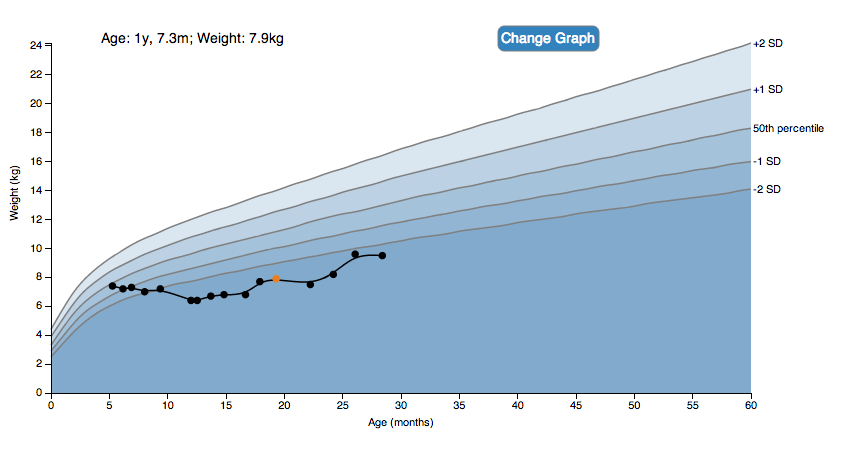 Age: 1y, 7.3m; Weight: 7.9kg
Change Graph
24
22
20
18
16
14
12
10
8
6
4
2
0
Weight (kg)
+2 SD
+1 SD
50th percentile
-1 SD
-2 SD
0 5 10 15 20 25 30 35 40 45 50 55 60
Age (months)